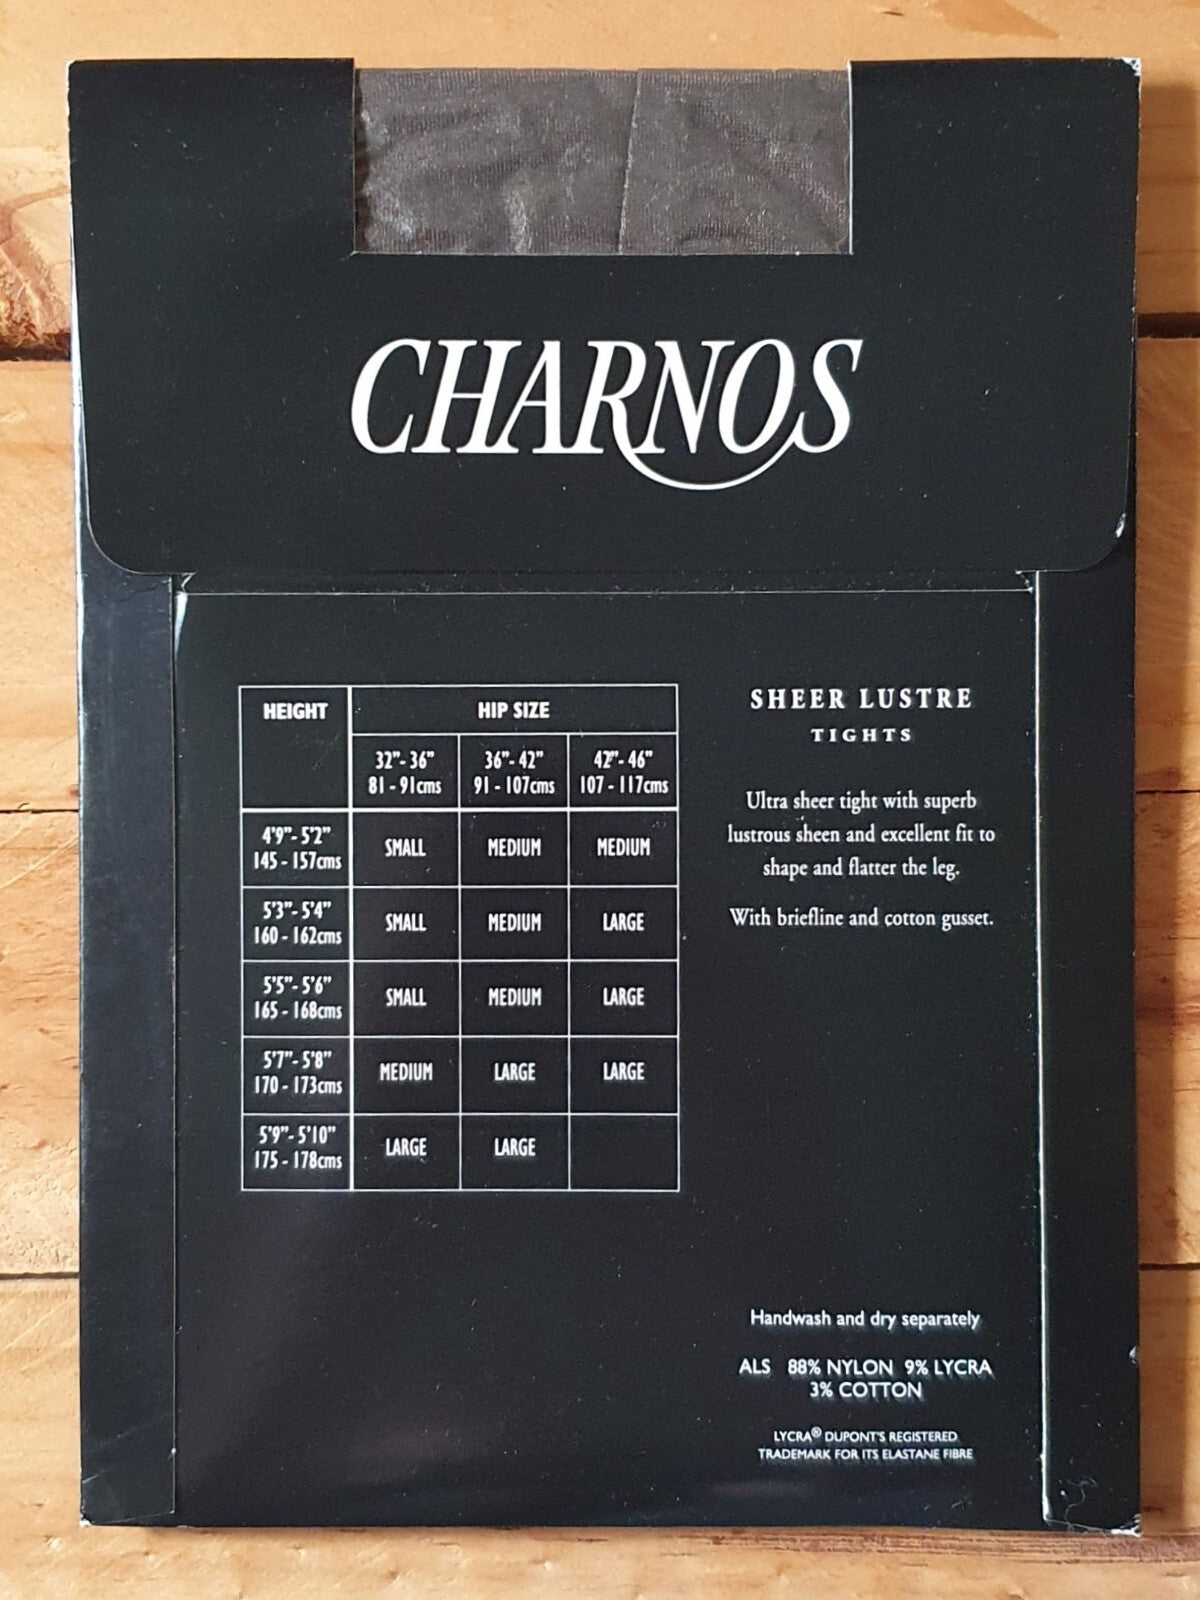 CHARNOS
HEIGHT
HIP SIZE
32”- 36” 36”- 42” 42”- 46”
81 - 91cms 91 - 107cms 107 - 117cms
4'9”- 5'2”
145 - 157cms
SMALL MEDIUM MEDIUM
5'3”- 5'4”
160 - 162cms
SMALL MEDIUM LARGE
5'5”- 5'6”
165 - 168cms
SMALL MEDIUM LARGE
5'7”- 5'8”
170 - 173cms
MEDIUM LARGE LARGE
5'9”- 5'10”
175 - 178cms
LARGE LARGE
SHEER LUSTRE
TIGHTS
Ultra sheer tight with superb
lustrous sheen and excellent fit to
shape and flatter the leg.
With briefline and cotton gusset.
Handwash and dry separately
ALS 88% NYLON 9% LYCRA
3% COTTON
LYCRA® DUPONT'S REGISTERED
TRADEMARK FOR ITS ELASTANE FIBRE